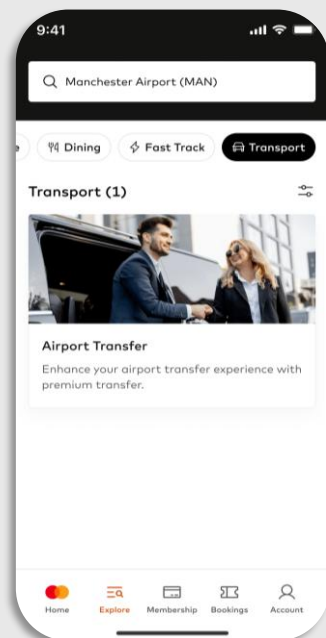 9:41
Manchester Airport (MAN)
Dining
Fast Track
Transport
Transport (1)
Airport Transfer
Enhance your airport transfer experience with
premium transfer.
Home
Explore
Membership
Bookings
Account